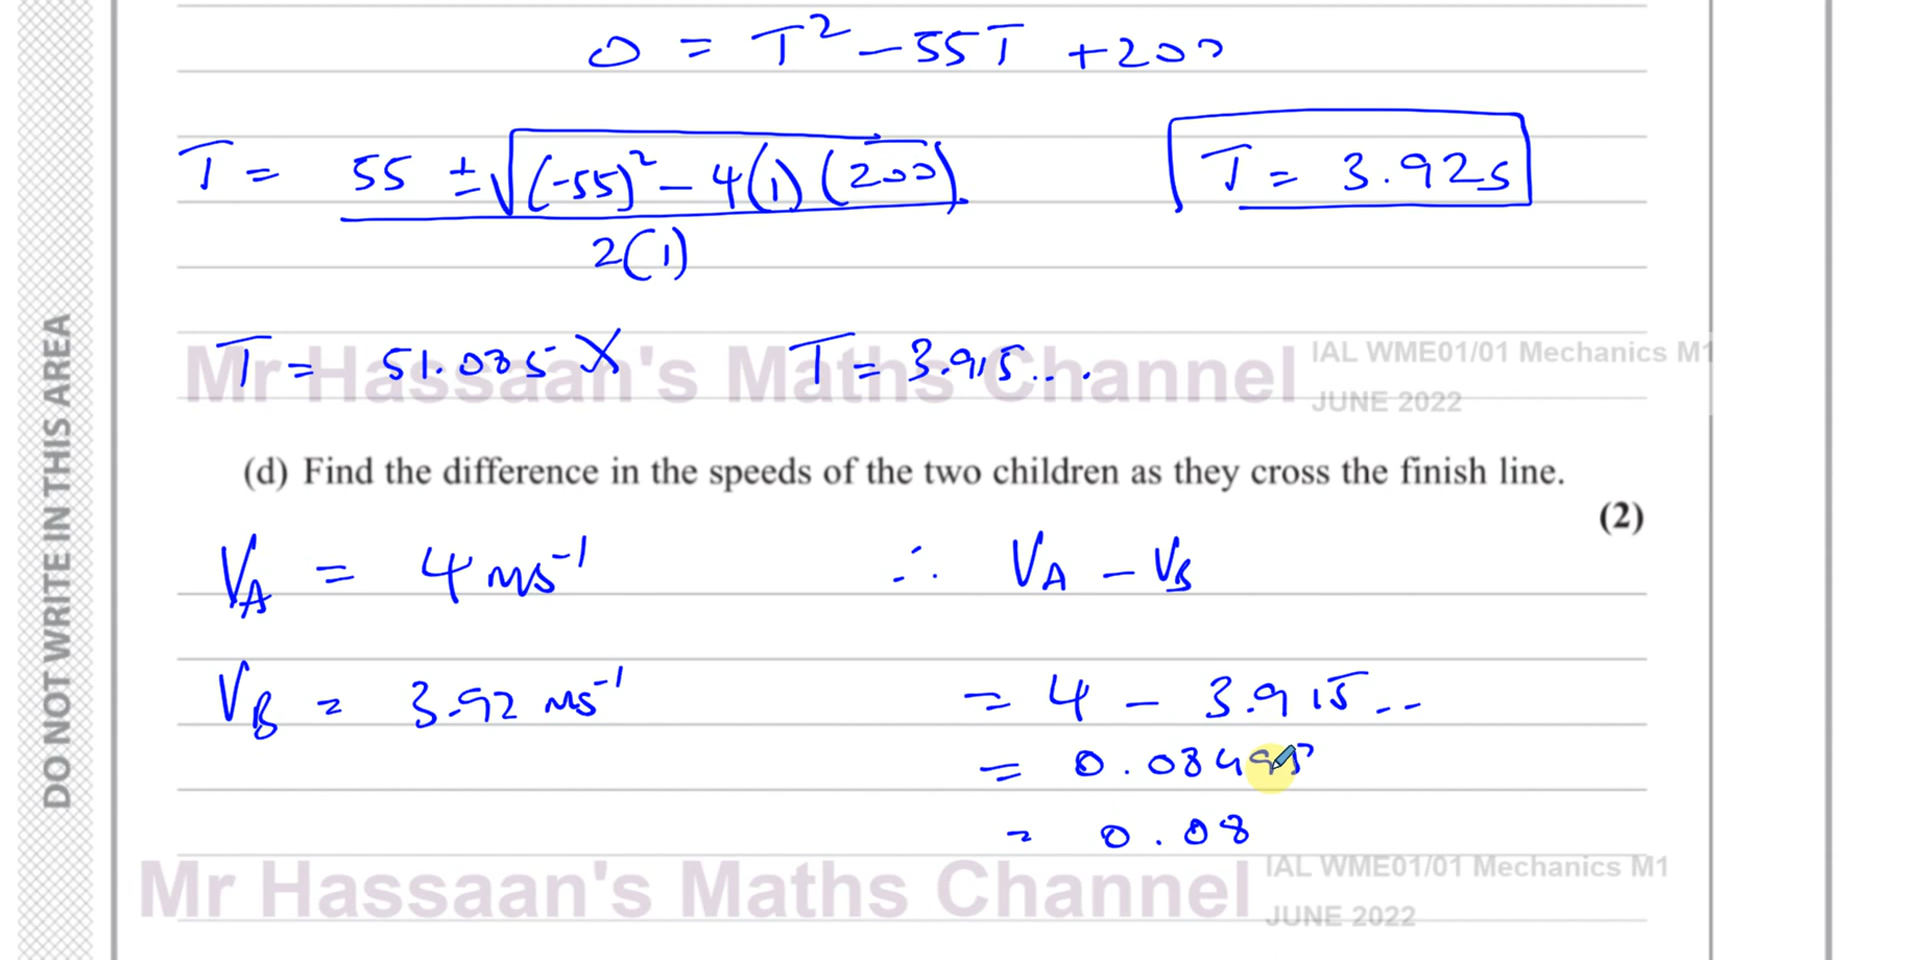 0 = T² - 55T + 200
T = 55 ± √(-55)² - 4(1)(200) / 2(1)
T = 3.92s
T = 51.085 X T = 3.915...
Mr Hassaan's Maths Channel
IAL WME01/01 Mechanics M1
JUNE 2022
(d) Find the difference in the speeds of the two children as they cross the finish line.
(2)
V_A = 4 ms⁻¹ ∴ V_A - V_B
V_B = 3.92 ms⁻¹ = 4 - 3.915..
= 0.08
Mr Hassaan's Maths Channel
IAL WME01/01 Mechanics M1
JUNE 2022
DO NOT WRITE IN THIS AREA